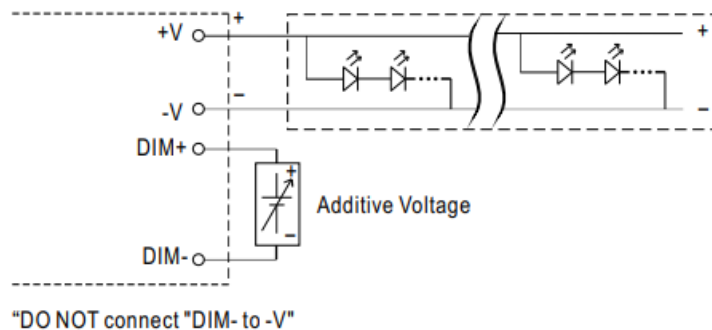 +V
+
+
-V
−
−
DIM+
+
Additive Voltage
−
DIM-
"DO NOT connect "DIM- to -V"